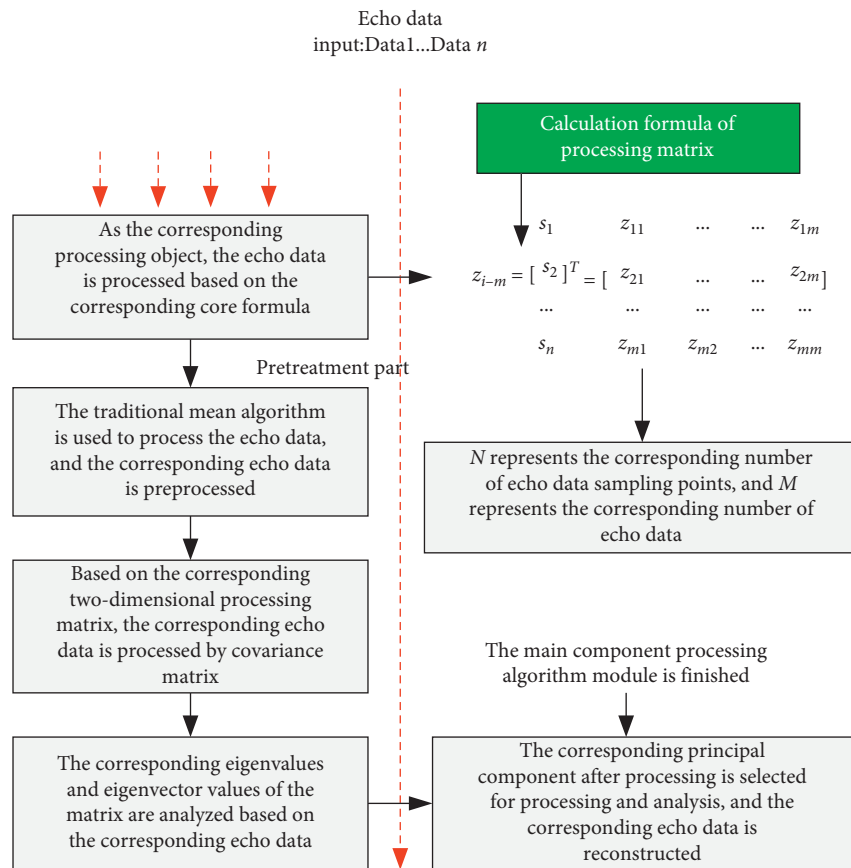 Echo data
input:Data1...Data n
Calculation formula of
processing matrix
As the corresponding
processing object, the echo data
is processed based on the
corresponding core formula
s1 z11 ... ... z1m
zi–m = [ s2 ]T = [ z21 ... ... z2m ]
... ... ... ... ...
sn zm1 zm2 ... zmm
Pretreatment part
The traditional mean algorithm
is used to process the echo data,
and the corresponding echo data
is preprocessed
N represents the corresponding number
of echo data sampling points, and M
represents the corresponding number of
echo data
Based on the corresponding
two-dimensional processing
matrix, the corresponding echo
data is processed by covariance
matrix
The main component processing
algorithm module is finished
The corresponding eigenvalues
and eigenvector values of the
matrix are analyzed based on
the corresponding echo data
The corresponding principal
component after processing is selected
for processing and analysis, and the
corresponding echo data is
reconstructed